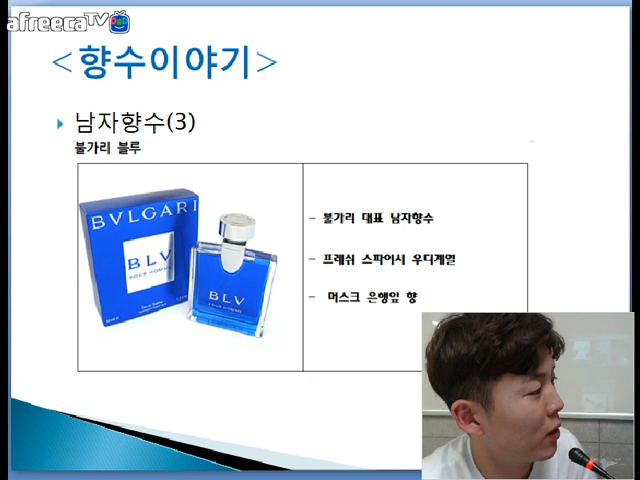 afreecaTV
<향수이야기>
남자향수(3)
불가리 블루
BVLGARI
BLV
POUR HOMME
BLV
POUR HOMME
- 불가리 대표 남자향수
- 프레쉬 스파이시 우디계열
- 머스크 은행잎 향